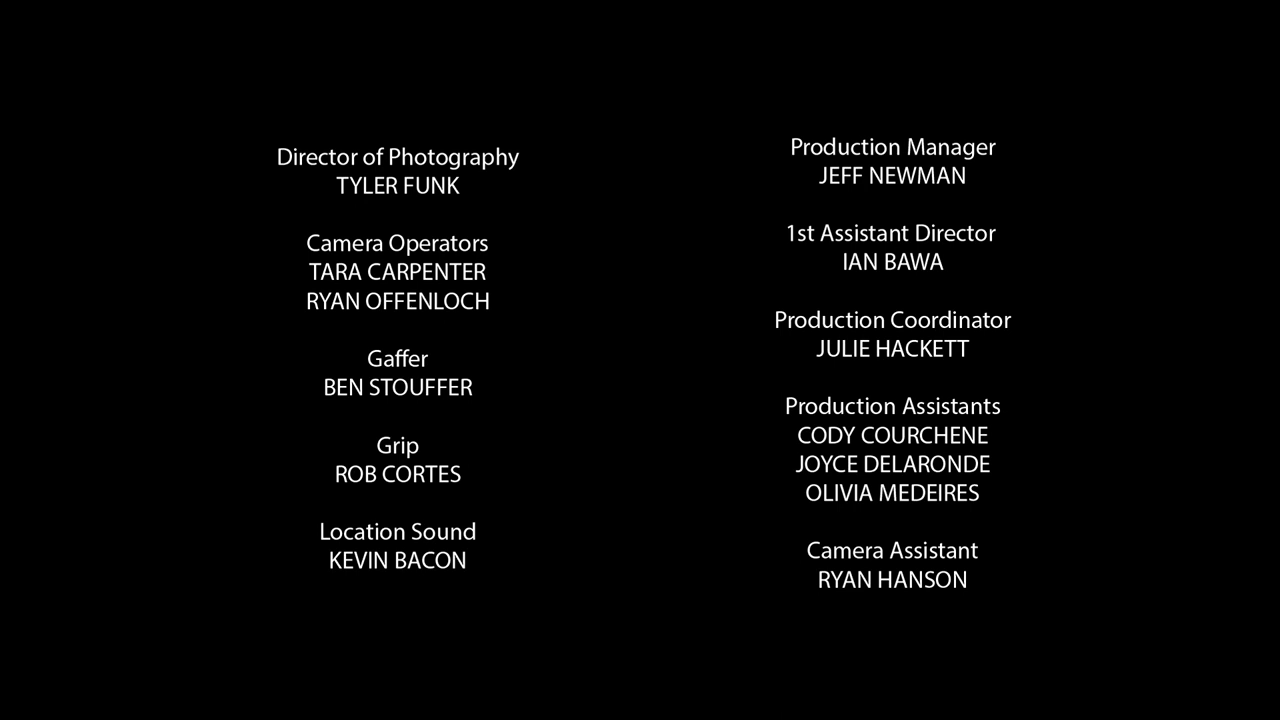 Director of Photography
TYLER FUNK
Camera Operators
TARA CARPENTER
RYAN OFFENLOCH
Gaffer
BEN STOUFFER
Grip
ROB CORTES
Location Sound
KEVIN BACON
Production Manager
JEFF NEWMAN
1st Assistant Director
IAN BAWA
Production Coordinator
JULIE HACKETT
Production Assistants
CODY COURCHENE
JOYCE DELARONDE
OLIVIA MEDEIRES
Camera Assistant
RYAN HANSON